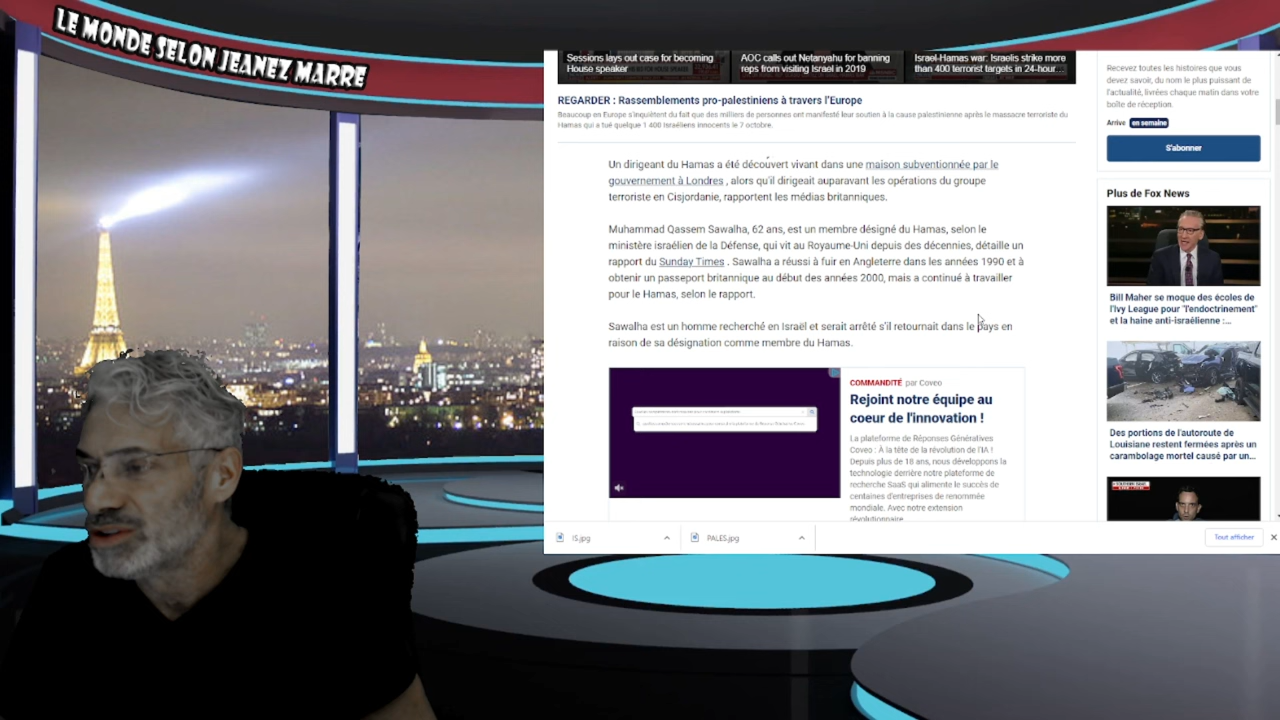 LE MONDE SELON JEANEZ MARRE
Sessions lays out case for becoming
House speaker
AOC calls out Netanyahu for banning
reps from visiting Israel in 2019
Israel-Hamas war: Israelis strike more
than 400 terrorist targets in 24-hour...
REGARDER : Rassemblements pro-palestiniens à travers l'Europe
Beaucoup en Europe s'inquiètent du fait que des milliers de personnes ont manifesté leur soutien à la cause palestinienne après le massacre terroriste du
Hamas qui a tué quelque 1 400 Israéliens innocents le 7 octobre.
Un dirigeant du Hamas a été découvert vivant dans une maison subventionnée par le
gouvernement à Londres , alors qu'il dirigeait auparavant les opérations du groupe
terroriste en Cisjordanie, rapportent les médias britanniques.
Muhammad Qassem Sawalha, 62 ans, est un membre désigné du Hamas, selon le
ministère israélien de la Défense, qui vit au Royaume-Uni depuis des décennies, détaille un
rapport du Sunday Times . Sawalha a réussi à fuir en Angleterre dans les années 1990 et à
obtenir un passeport britannique au début des années 2000, mais a continué à travailler
pour le Hamas, selon le rapport.
Sawalha est un homme recherché en Israël et serait arrêté s'il retournait dans le pays en
raison de sa désignation comme membre du Hamas.
COMMANDITÉ par Coveo
Rejoint notre équipe au
coeur de l'innovation !
La plateforme de Réponses Génératives
Coveo : À la tête de la révolution de l'IA !
Depuis plus de 18 ans, nous développons la
technologie derrière notre plateforme de
recherche SaaS qui alimente le succès de
centaines d'entreprises de renommée
mondiale. Avec notre extension
révolutionnaire
Recevez toutes les histoires que vous
devez savoir, du nom le plus puissant de
l'actualité, livrées chaque matin dans votre
boîte de réception.
Arrive en semaine
S'abonner
Plus de Fox News
Bill Maher se moque des écoles de
l'Ivy League pour "l'endoctrinement"
et la haine anti-israélienne :...
Des portions de l'autoroute de
Louisiane restent fermées après un
carambolage mortel causé par un...
IS.jpg
PALES.jpg
Tout afficher